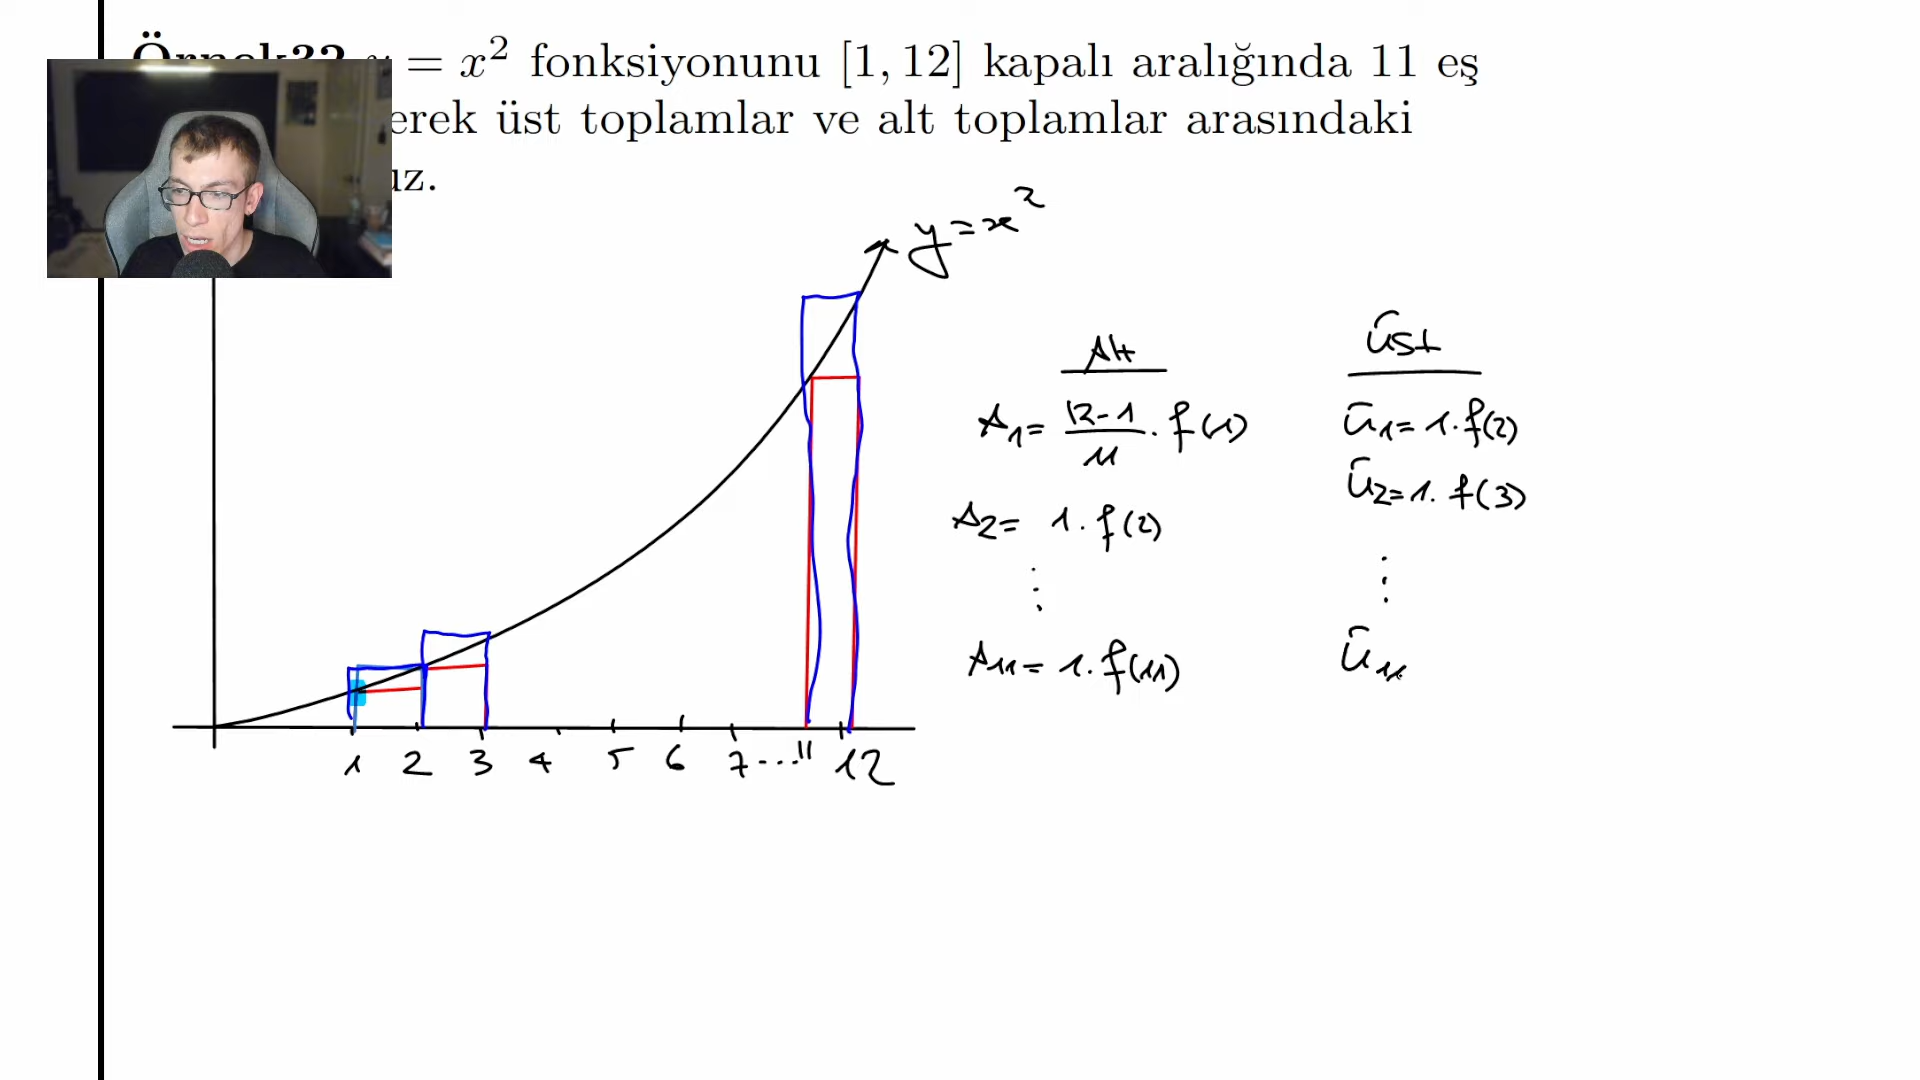 Örnek32 y = x² fonksiyonunu [1, 12] kapalı aralığında 11 eş
erek üst toplamlar ve alt toplamlar arasındaki
uz.
y=x²
Alt
Üst
A₁= 12-1/11 . f(1)
Ü₁= 1.f(2)
A₂= 1.f(2)
Ü₂=1. f(3)
⋮
⋮
A₁₁= 1.f(11)
Ü₁₁
1 2 3 4 5 6 7 ... 11 12